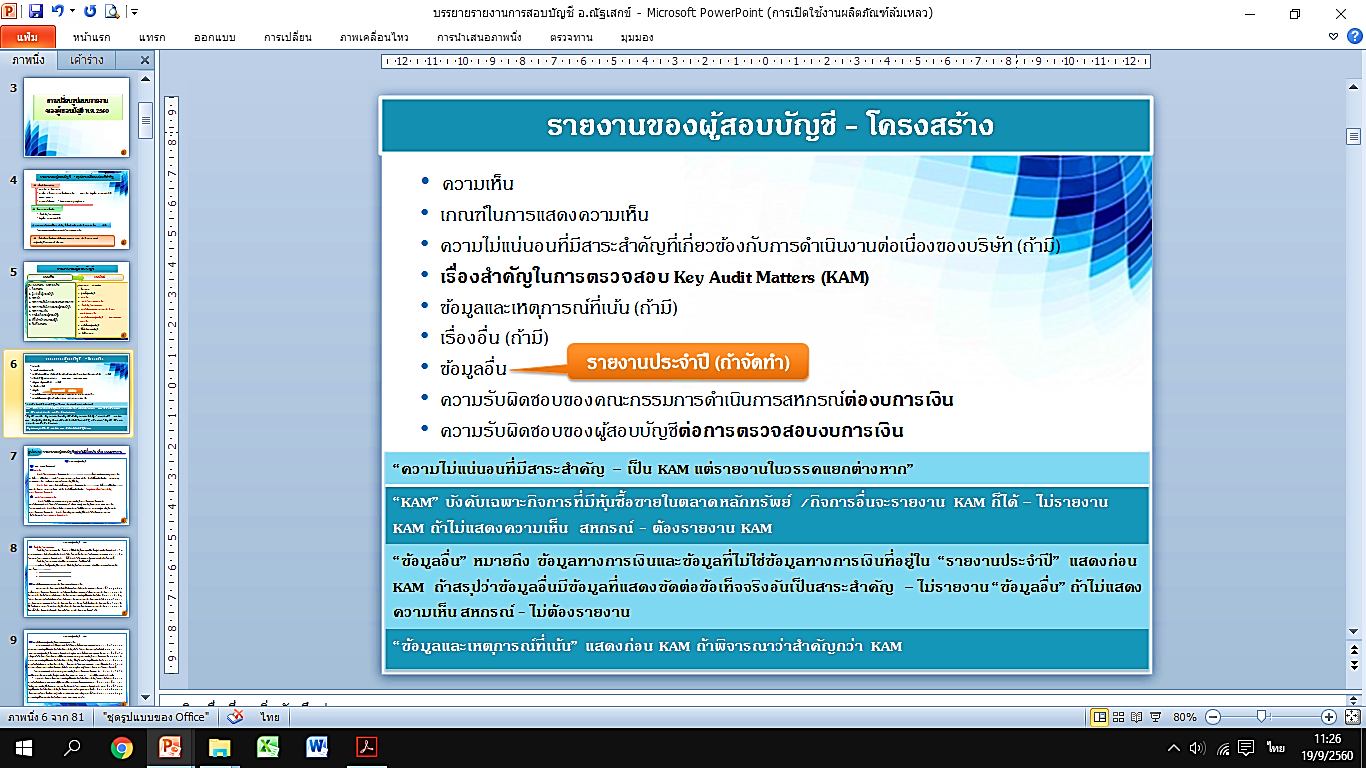 บรรยายรายงานการสอบบัญชี อ.ณัฐเสกข์ - Microsoft PowerPoint (การเปิดใช้งานผลิตภัณฑ์ล้มเหลว)
แฟ้ม หน้าแรก แทรก ออกแบบ การเปลี่ยน ภาพเคลื่อนไหว การนำเสนอภาพนิ่ง ตรวจทาน มุมมอง
ภาพนิ่ง เค้าร่าง
3
4
5
6
7
8
9
รายงานของผู้สอบบัญชี – โครงสร้าง
• ความเห็น
• เกณฑ์ในการแสดงความเห็น
• ความไม่แน่นอนที่มีสาระสำคัญที่เกี่ยวข้องกับการดำเนินงานต่อเนื่องของบริษัท (ถ้ามี)
• เรื่องสำคัญในการตรวจสอบ Key Audit Matters (KAM)
• ข้อมูลและเหตุการณ์ที่เน้น (ถ้ามี)
• เรื่องอื่น (ถ้ามี)
• ข้อมูลอื่น
รายงานประจำปี (ถ้าจัดทำ)
• ความรับผิดชอบของคณะกรรมการดำเนินการสหกรณ์ต่องบการเงิน
• ความรับผิดชอบของผู้สอบบัญชีต่อการตรวจสอบงบการเงิน
“ความไม่แน่นอนที่มีสาระสำคัญ – เป็น KAM แต่รายงานในวรรคแยกต่างหาก”
“KAM” บังคับเฉพาะกิจการที่มีหุ้นซื้อขายในตลาดหลักทรัพย์ /กิจการอื่นจะรายงาน KAM ก็ได้ – ไม่รายงาน
KAM ถ้าไม่แสดงความเห็น สหกรณ์ – ต้องรายงาน KAM
“ข้อมูลอื่น” หมายถึง ข้อมูลทางการเงินและข้อมูลที่ไม่ใช่ข้อมูลทางการเงินที่อยู่ใน “รายงานประจำปี” แสดงก่อน
KAM ถ้าสรุปว่าข้อมูลอื่นมีข้อมูลที่แสดงขัดต่อข้อเท็จจริงอันเป็นสาระสำคัญ – ไม่รายงาน “ข้อมูลอื่น” ถ้าไม่แสดง
ความเห็น สหกรณ์ – ไม่ต้องรายงาน
“ข้อมูลและเหตุการณ์ที่เน้น” แสดงก่อน KAM ถ้าพิจารณาว่าสำคัญกว่า KAM
ภาพนิ่ง 6 จาก 81 "ชุดรูปแบบของ Office" ไทย 80%
ไทย
11:26
19/9/2560